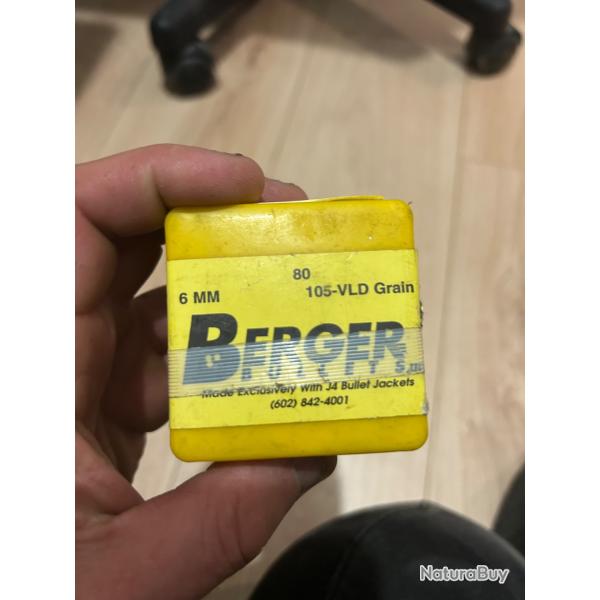 80
6 MM 105-VLD Grain
BERGER
BULLETS
Made Exclusively With J4 Bullet Jackets
(602) 842-4001
NaturaBuy